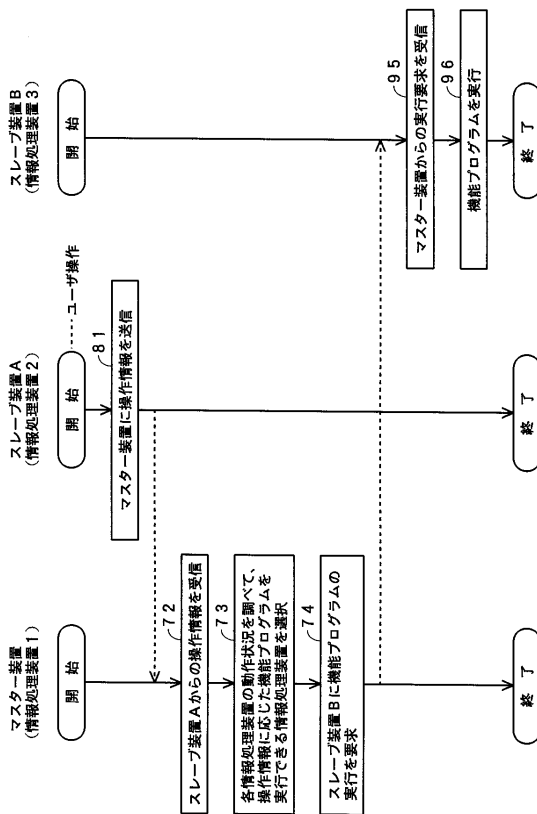 マスター装置
(情報処理装置1)
開 始
72
スレーブ装置Aからの操作情報を受信
73
各情報処理装置の動作状況を調べて、
操作情報に応じた機能プログラムを
実行できる情報処理装置を選択
74
スレーブ装置Bに機能プログラムの
実行を要求
終 了
スレーブ装置A
(情報処理装置2)
開 始
ユーザ操作
81
マスター装置に操作情報を送信
終 了
スレーブ装置B
(情報処理装置3)
開 始
95
マスター装置からの実行要求を受信
96
機能プログラムを実行
終 了